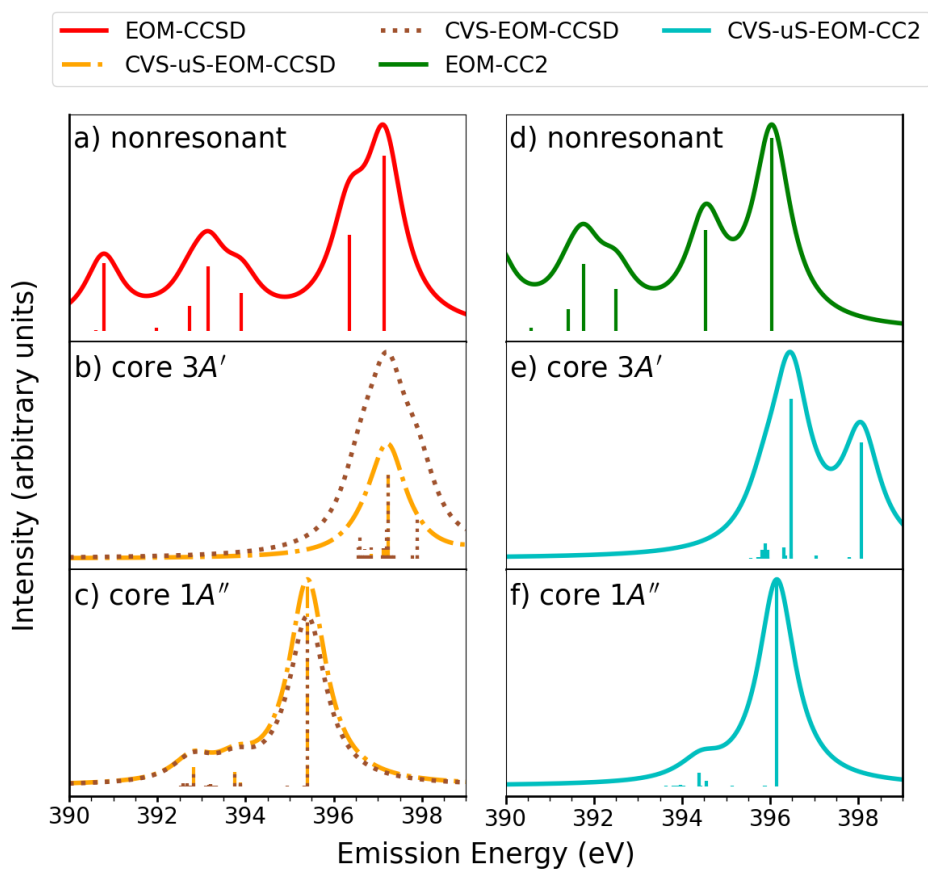 EOM-CCSD
CVS-uS-EOM-CCSD
CVS-EOM-CCSD
EOM-CC2
CVS-uS-EOM-CC2
Intensity (arbitrary units)
a) nonresonant
b) core 3A′
c) core 1A″
390 392 394 396 398
d) nonresonant
e) core 3A′
f) core 1A″
390 392 394 396 398
Emission Energy (eV)